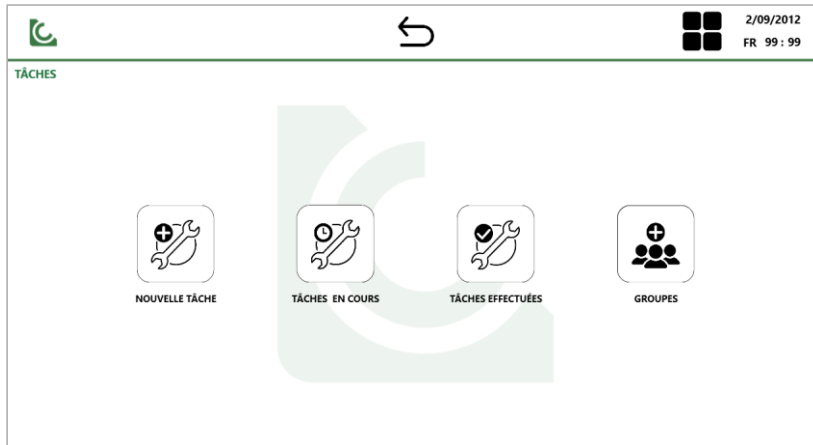 2/09/2012
FR 99 : 99
TÂCHES
NOUVELLE TÂCHE
TÂCHES EN COURS
TÂCHES EFFECTUÉES
GROUPES